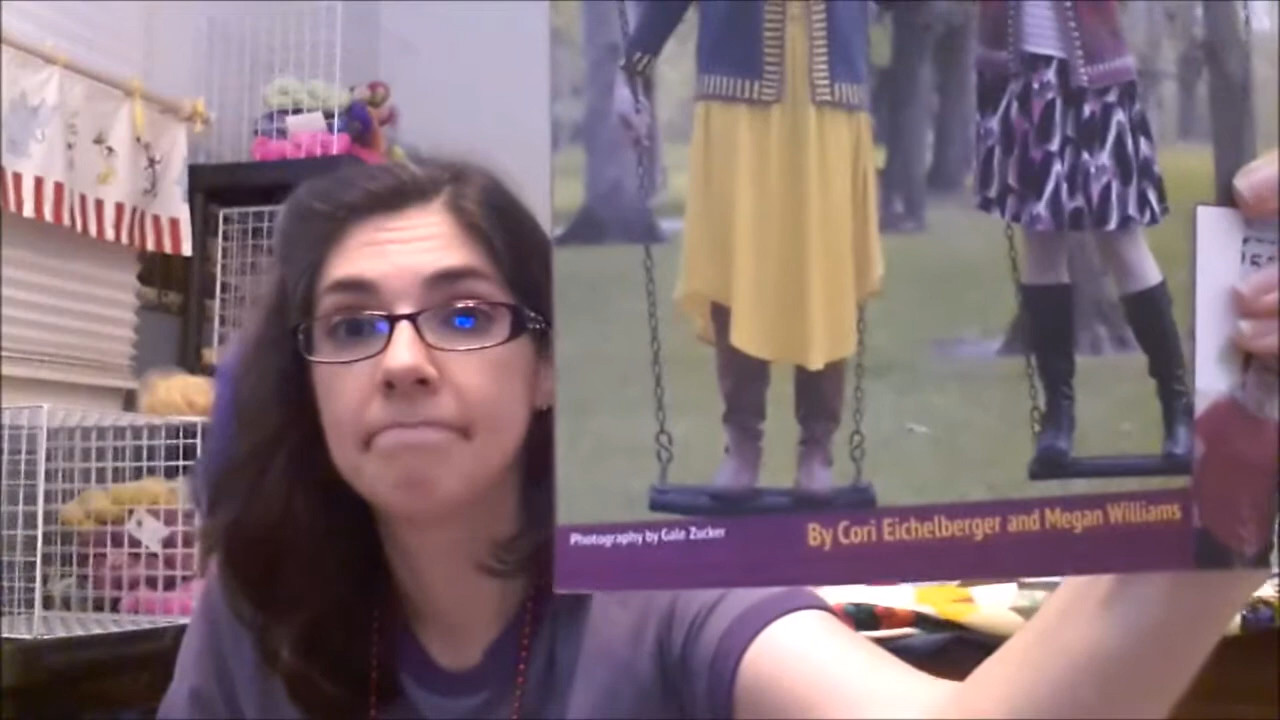 Photography by Gale Zucker
By Cori Eichelberger and Megan Williams